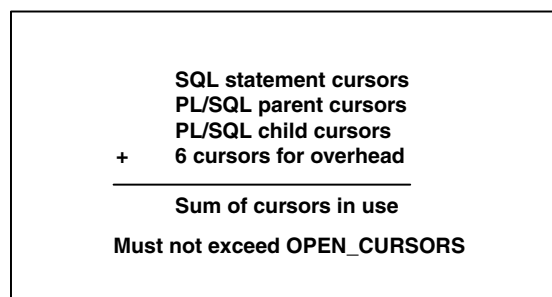 SQL statement cursors
PL/SQL parent cursors
PL/SQL child cursors
+ 6 cursors for overhead
Sum of cursors in use
Must not exceed OPEN_CURSORS